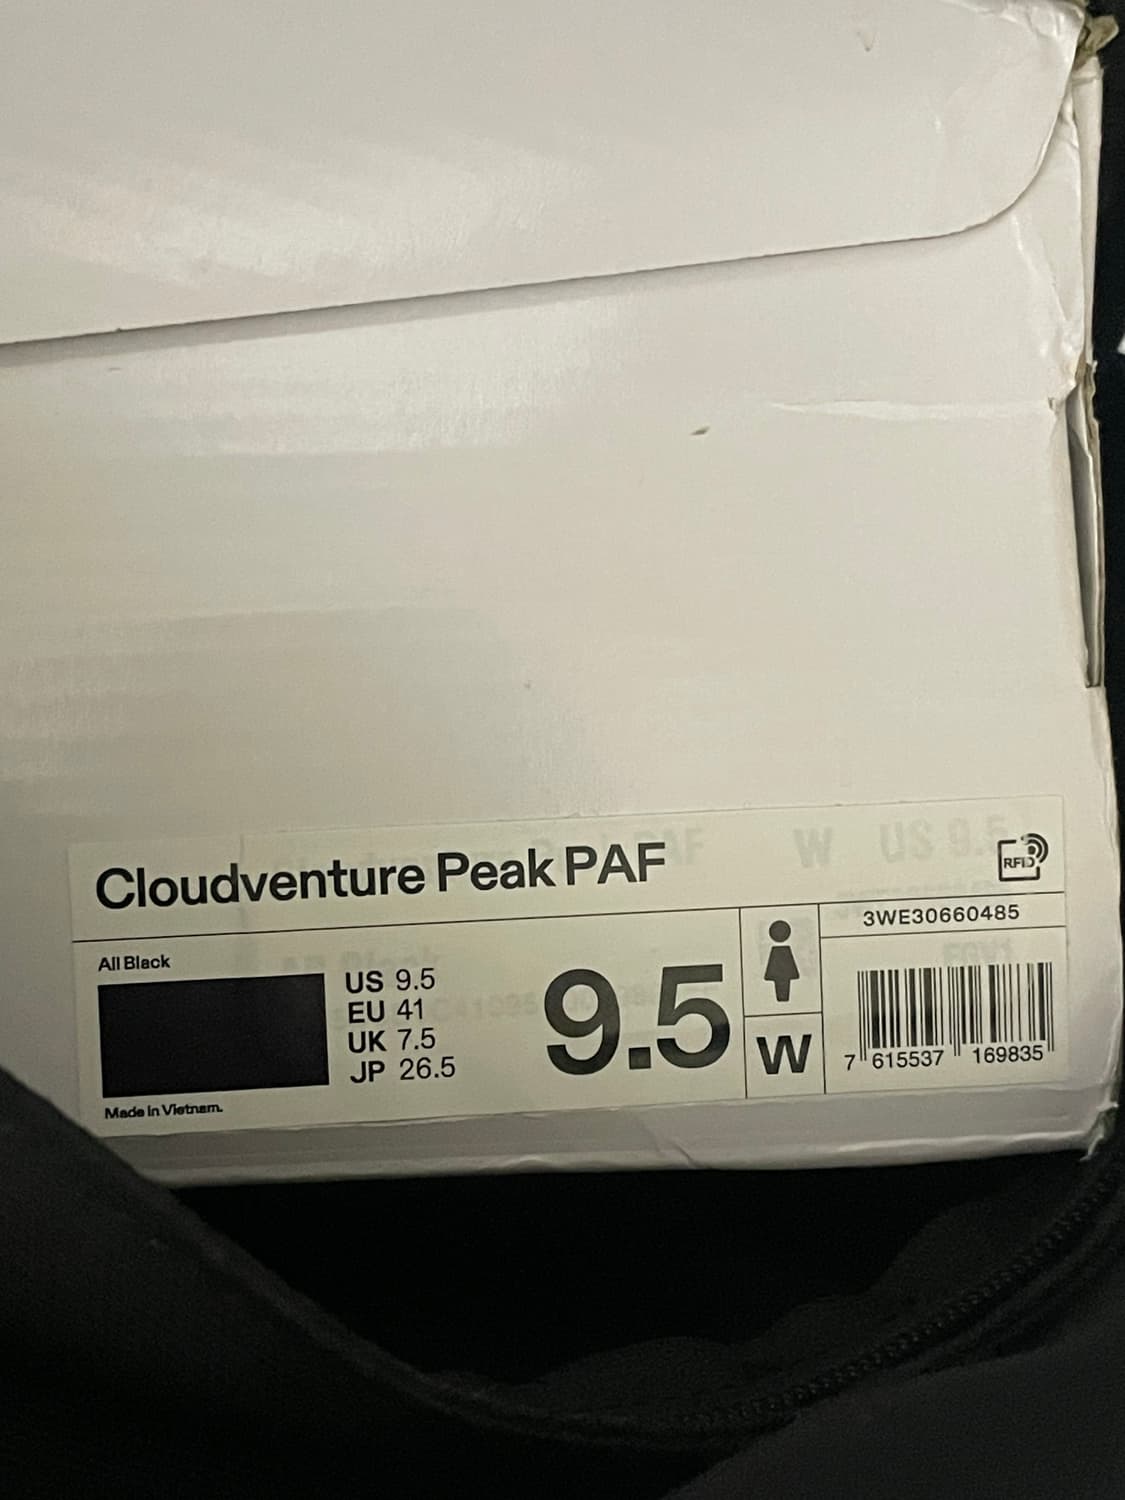 Cloudventure Peak PAF
W US 9.5
RFID
3WE30660485
All Black
US 9.5
EU 41
UK 7.5
JP 26.5
9.5
W
7 615537 169835
Made in Vietnam.